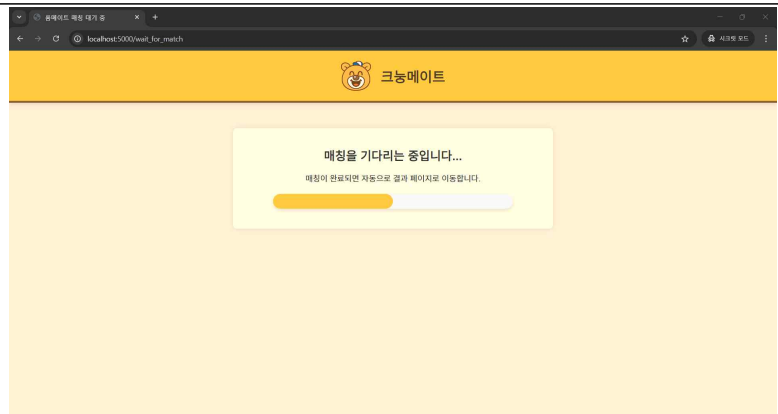 룸메이트 매칭 대기 중
localhost:5000/wait_for_match
시크릿 모드
크눙메이트
매칭을 기다리는 중입니다...
매칭이 완료되면 자동으로 결과 페이지로 이동합니다.